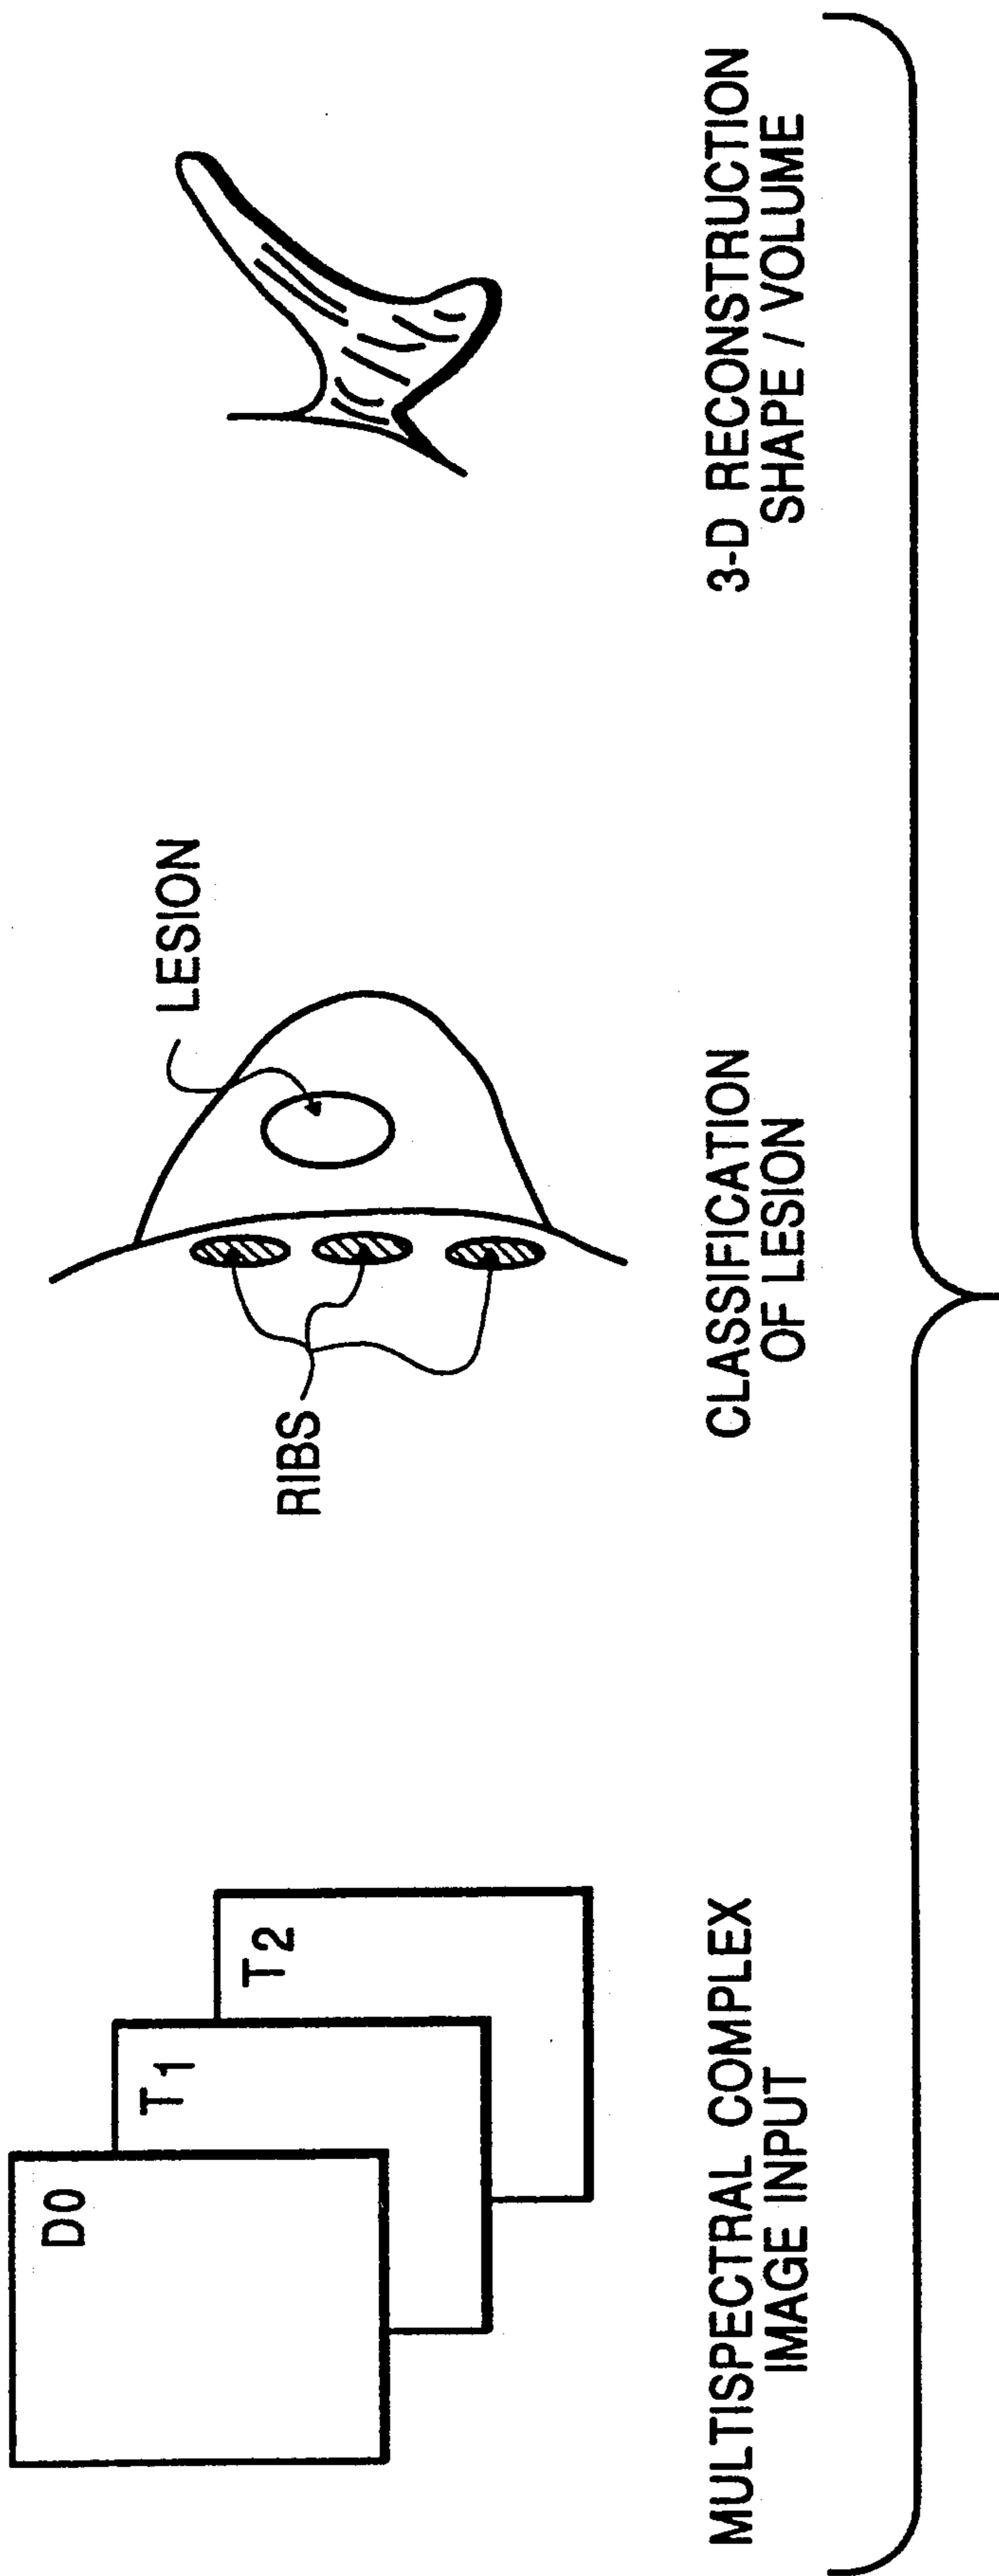 D0
T1
T2
MULTISPECTRAL COMPLEX
IMAGE INPUT
RIBS
LESION
CLASSIFICATION
OF LESION
3-D RECONSTRUCTION
SHAPE / VOLUME